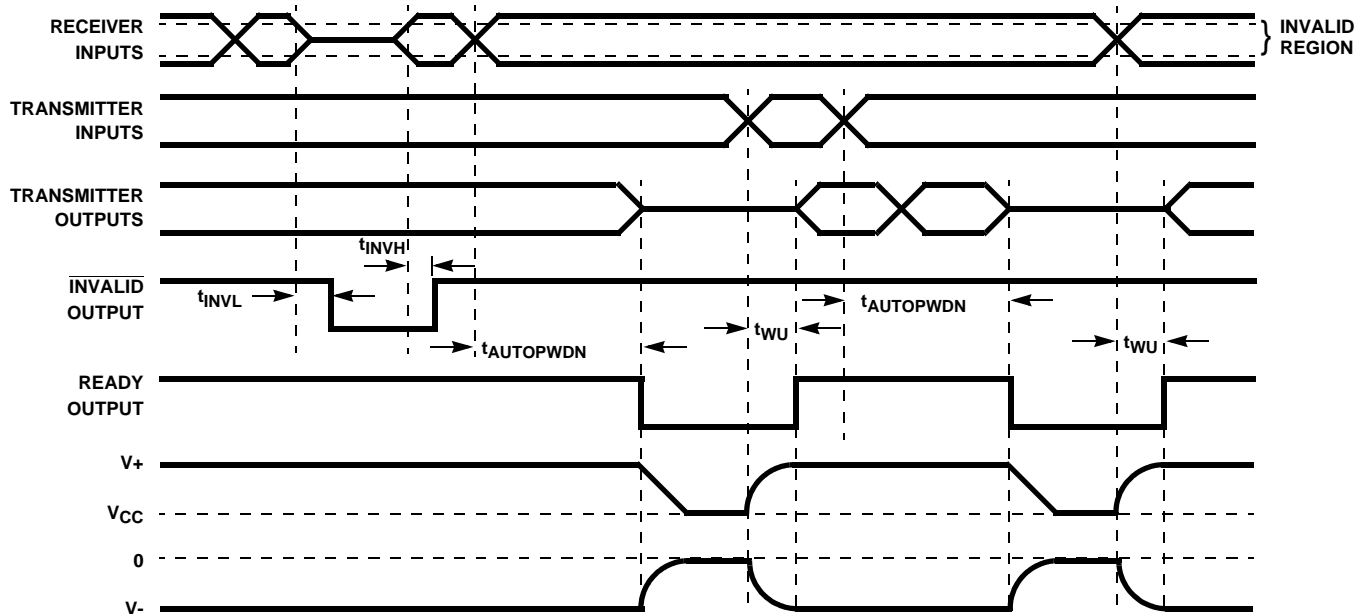 RECEIVER
INPUTS
} INVALID
REGION
TRANSMITTER
INPUTS
TRANSMITTER
OUTPUTS
tINVH
INVALID
OUTPUT
tINVL
tAUTOPWDN
tWU
tAUTOPWDN
tWU
READY
OUTPUT
V+
VCC
0
V-